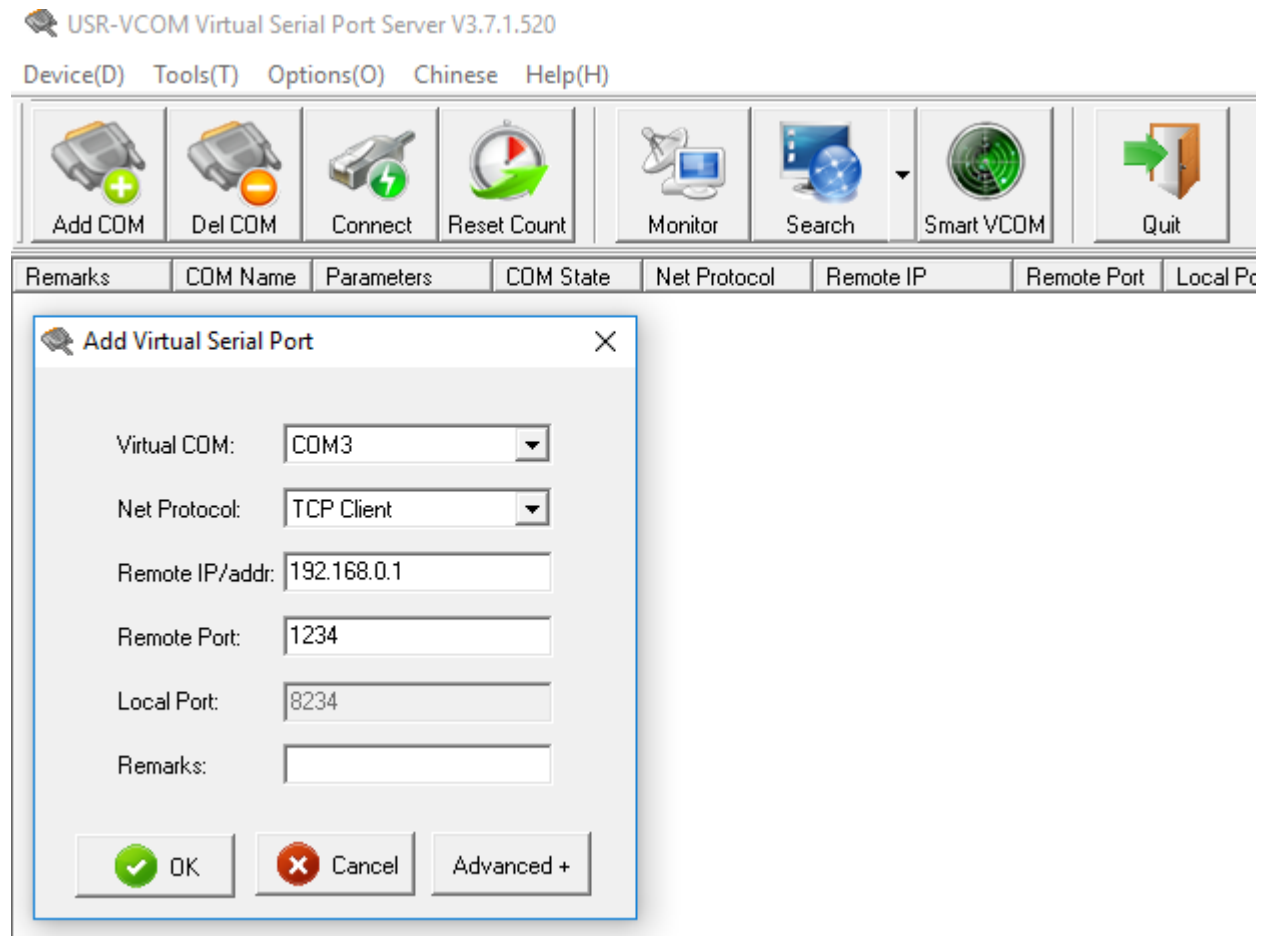 USR-VCOM Virtual Serial Port Server V3.7.1.520
Device(D) Tools(T) Options(O) Chinese Help(H)
Add COM Del COM Connect Reset Count Monitor Search Smart VCOM Quit
Remarks COM Name Parameters COM State Net Protocol Remote IP Remote Port Local Po
Add Virtual Serial Port
Virtual COM: COM3
Net Protocol: TCP Client
Remote IP/addr: 192.168.0.1
Remote Port: 1234
Local Port: 8234
Remarks:
OK Cancel Advanced +